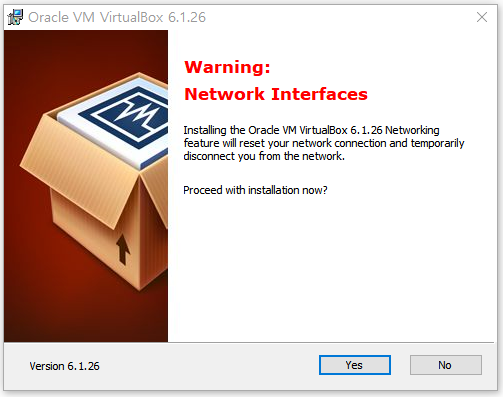 Oracle VM VirtualBox 6.1.26
Warning:
Network Interfaces
Installing the Oracle VM VirtualBox 6.1.26 Networking
feature will reset your network connection and temporarily
disconnect you from the network.
Proceed with installation now?
Version 6.1.26
Yes
No